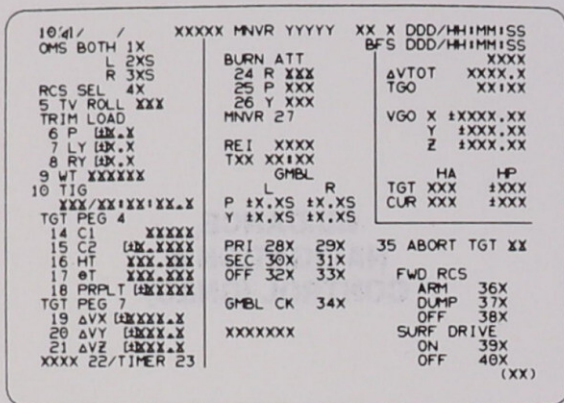 10.41/ / XXXXX MNVR YYYYY XX X DDD/HH:MM:SS
OMS BOTH 1X BFS DDD/HH:MM:SS
L 2XS BURN ATT XXXX
R 3XS 24 R XXX ΔVTOT XXXX.X
RCS SEL 4X 25 P XXX TGO XX:XX
5 TV ROLL XXX 26 Y XXX
TRIM LOAD MNVR 27 VGO X ±XXXX.XX
6 P [±]X.X Y ±XXX.XX
7 LY [±]X.X REI XXXX Z ±XXX.XX
8 RY [±]X.X TXX XX:XX
9 WT XXXXXX GMBL HA HP
10 TIG L R TGT XXX ±XXX
XXX/XX:XX:XX.X P ±X.XS ±X.XS CUR XXX ±XXX
TGT PEG 4 Y ±X.XS ±X.XS
14 C1 XXXXX
15 C2 [±]X.XXXX PRI 28X 29X 35 ABORT TGT XX
16 HT XXX.XXX SEC 30X 31X
17 θT XXX.XXX OFF 32X 33X FWD RCS
18 PRPLT [±]XXXXX ARM 36X
TGT PEG 7 GMBL CK 34X DUMP 37X
19 ΔVX [±]XXXX.X OFF 38X
20 ΔVY [±]XXX.X XXXXXXX SURF DRIVE
21 ΔVZ [±]XXX.X ON 39X
XXXX 22/TIMER 23 OFF 40X
(XX)